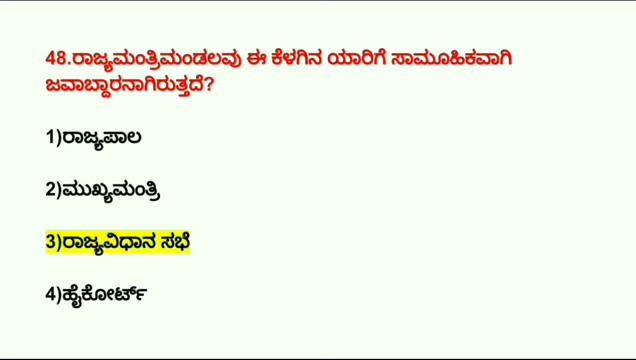 48.ರಾಜ್ಯಮಂತ್ರಿಮಂಡಲವು ಈ ಕೆಳಗಿನ ಯಾರಿಗೆ ಸಾಮೂಹಿಕವಾಗಿ
ಜವಾಬ್ದಾರನಾಗಿರುತ್ತದೆ?
1)ರಾಜ್ಯಪಾಲ
2)ಮುಖ್ಯಮಂತ್ರಿ
3)ರಾಜ್ಯವಿಧಾನ ಸಭೆ
4)ಹೈಕೋರ್ಟ್